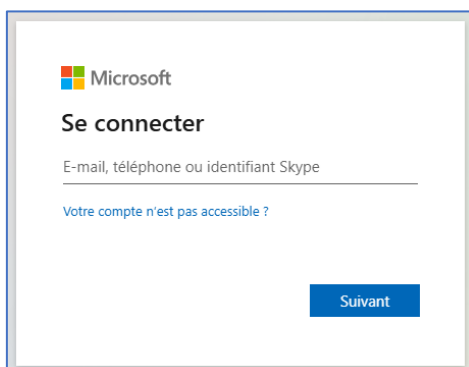 Microsoft
Se connecter
E-mail, téléphone ou identifiant Skype
Votre compte n'est pas accessible ?
Suivant